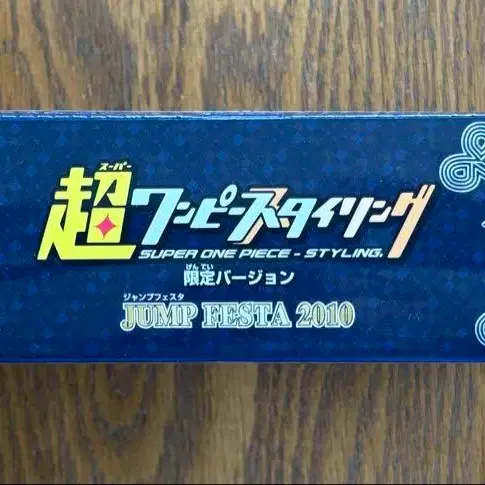 スーパー
超ワンピースタイリング
SUPER ONE PIECE - STYLING.
げんてい
限定バージョン
ジャンプフェスタ
JUMP FESTA 2010